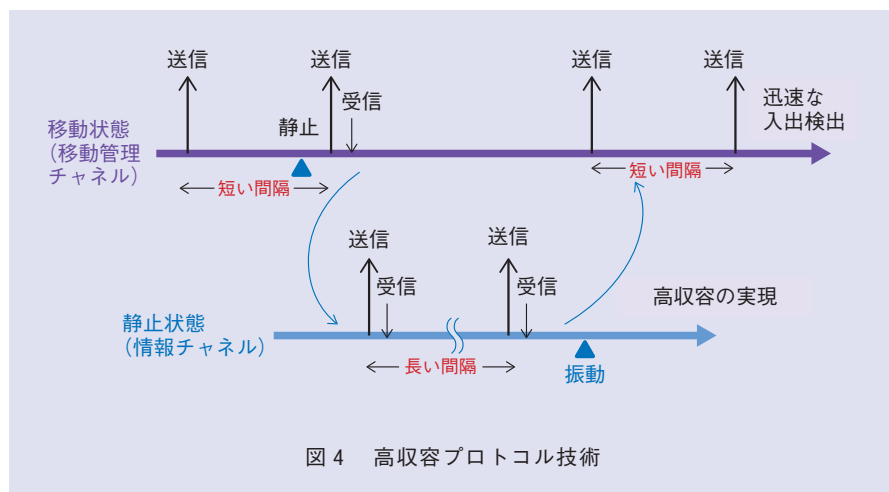 送信
送信
送信
送信
受信
迅速な
入出検出
静止
移動状態
(移動管理
チャネル)
短い間隔
短い間隔
送信
送信
受信
受信
高収容の実現
静止状態
(情報チャネル)
長い間隔
振動
図4 高収容プロトコル技術